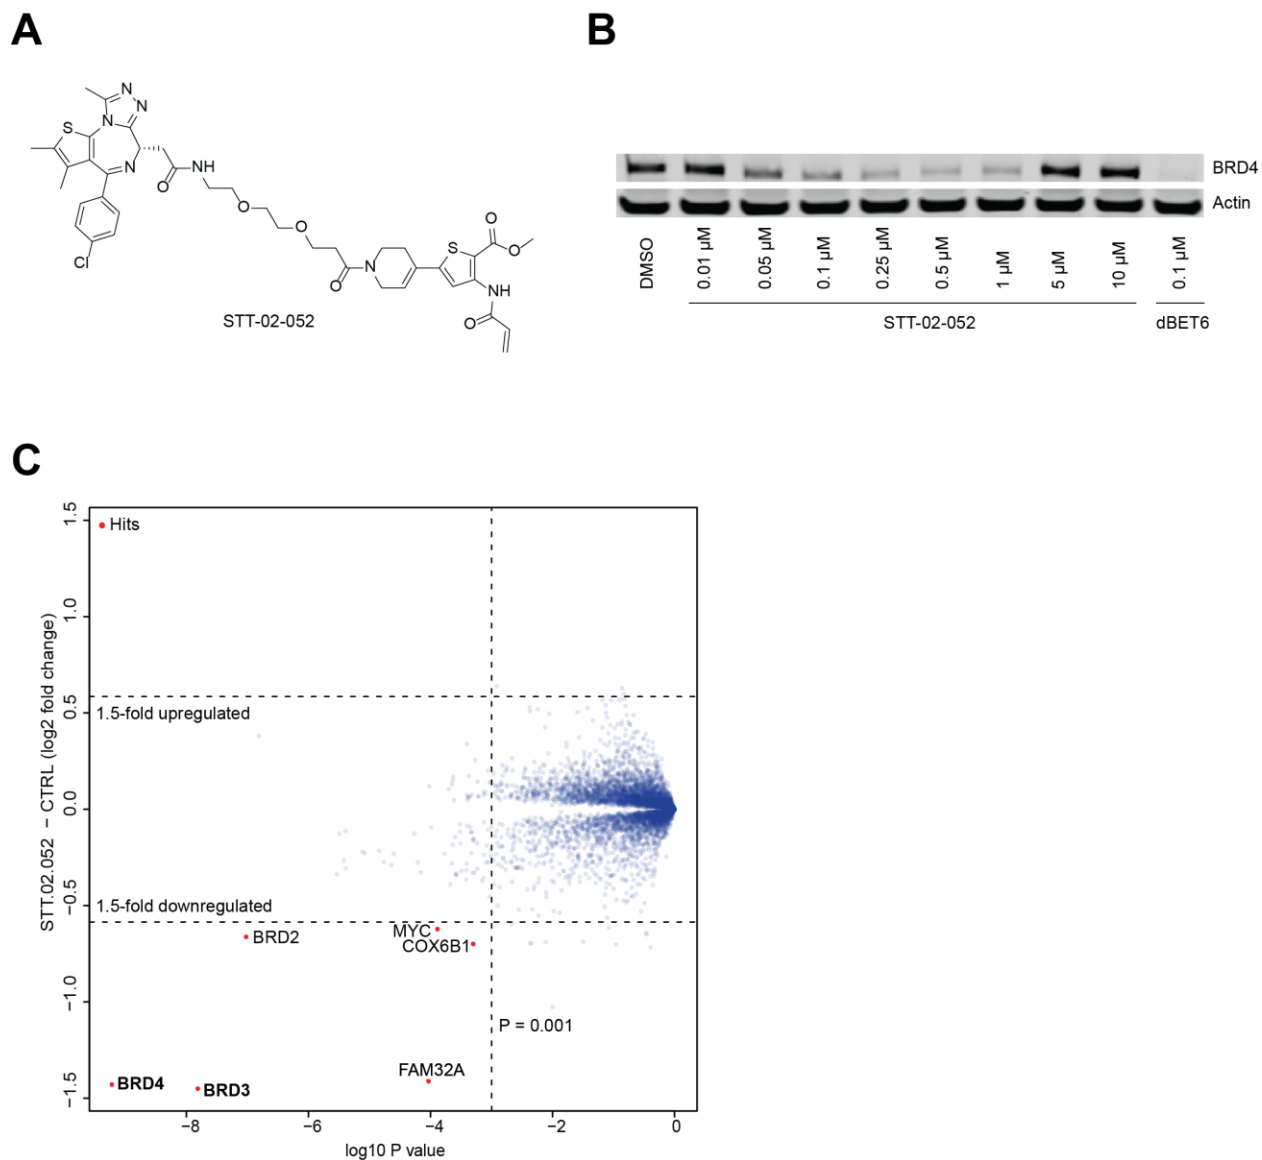 A
B
N
N
N
S
N
O
NH
O
O
O
N
S
O
O
NH
O
Cl
STT-02-052
BRD4
Actin
DMSO
0.01 µM
0.05 µM
0.1 µM
0.25 µM
0.5 µM
1 µM
5 µM
10 µM
0.1 µM
STT-02-052
dBET6
C
STT.02.052 − CTRL (log2 fold change)
1.5
1.0
0.5
0.0
−0.5
−1.0
−1.5
Hits
1.5-fold upregulated
1.5-fold downregulated
BRD2
MYC
COX6B1
P = 0.001
FAM32A
BRD4
BRD3
−8
−6
−4
−2
0
log10 P value